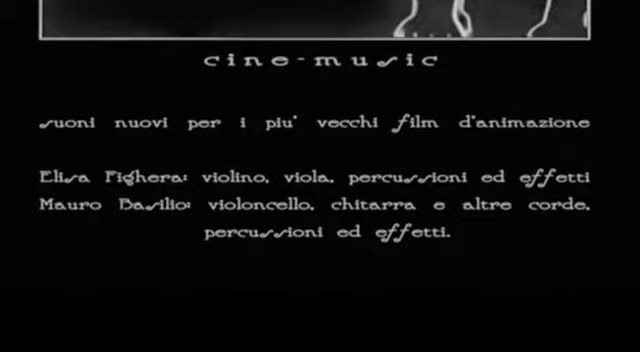 cine-music
suoni nuovi per i piu' vecchi film d'animazione
Elisa Fighera: violino, viola, percussioni ed effetti
Mauro Basilio: violoncello, chitarra e altre corde,
percussioni ed effetti.